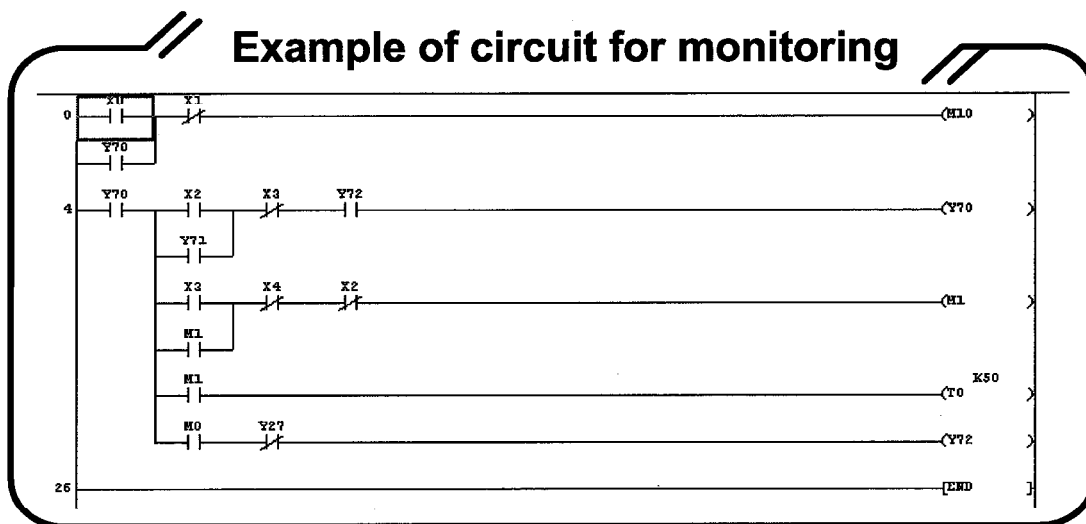 Example of circuit for monitoring
X0 X1
0 (M10 )
Y70
Y70 X2 X3 Y72
4 (Y70 )
Y71
X3 X4 X2
(M1 )
M1
M1 K50
(T0 )
M0 Y27
(Y72 )
26 [END ]